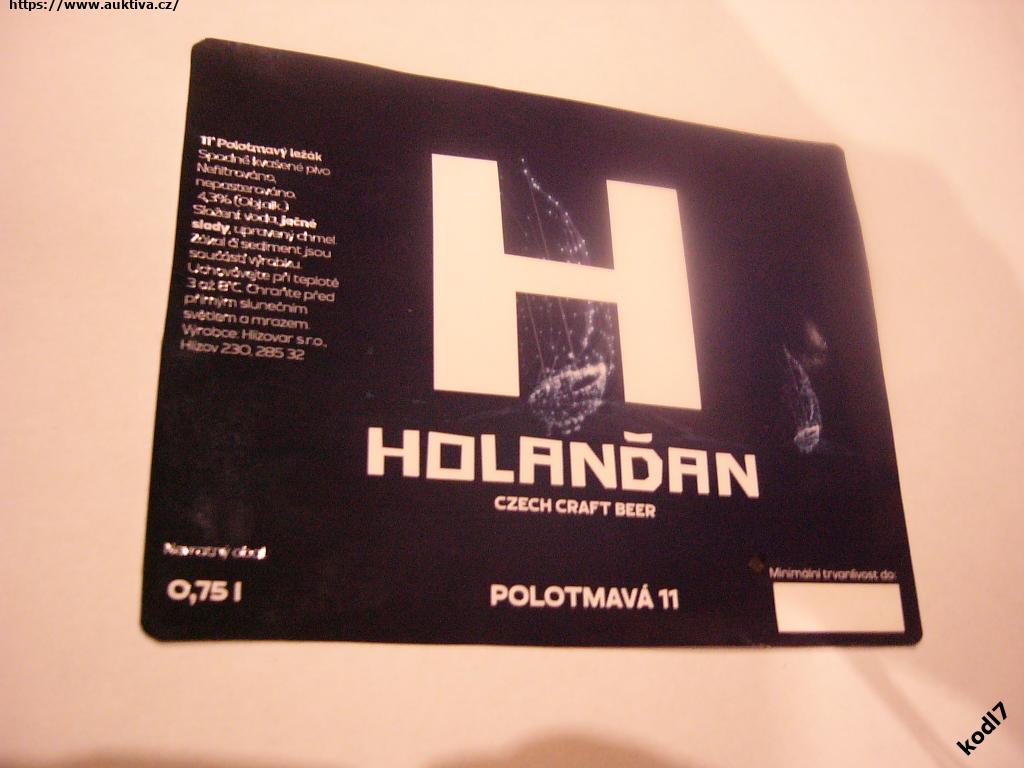 https://www.auktiva.cz/
11° Polotmavý ležák
Spodně kvašené pivo
Nefiltrováno,
nepasterováno.
4,3% (Obj.alk.)
Složení: voda, ječné
slady, upravený chmel.
Zákal či sediment jsou
součástí výrobku.
Uchovávejte při teplotě
3 až 8°C. Chraňte před
přímým slunečním
světlem a mrazem.
Výrobce: Hlízovar s.r.o.,
Hlízov 230, 285 32
H
HOLANĎAN
CZECH CRAFT BEER
Navratný obal
0,75 l
POLOTMAVÁ 11
Minimální trvanlivost do:
kodl7